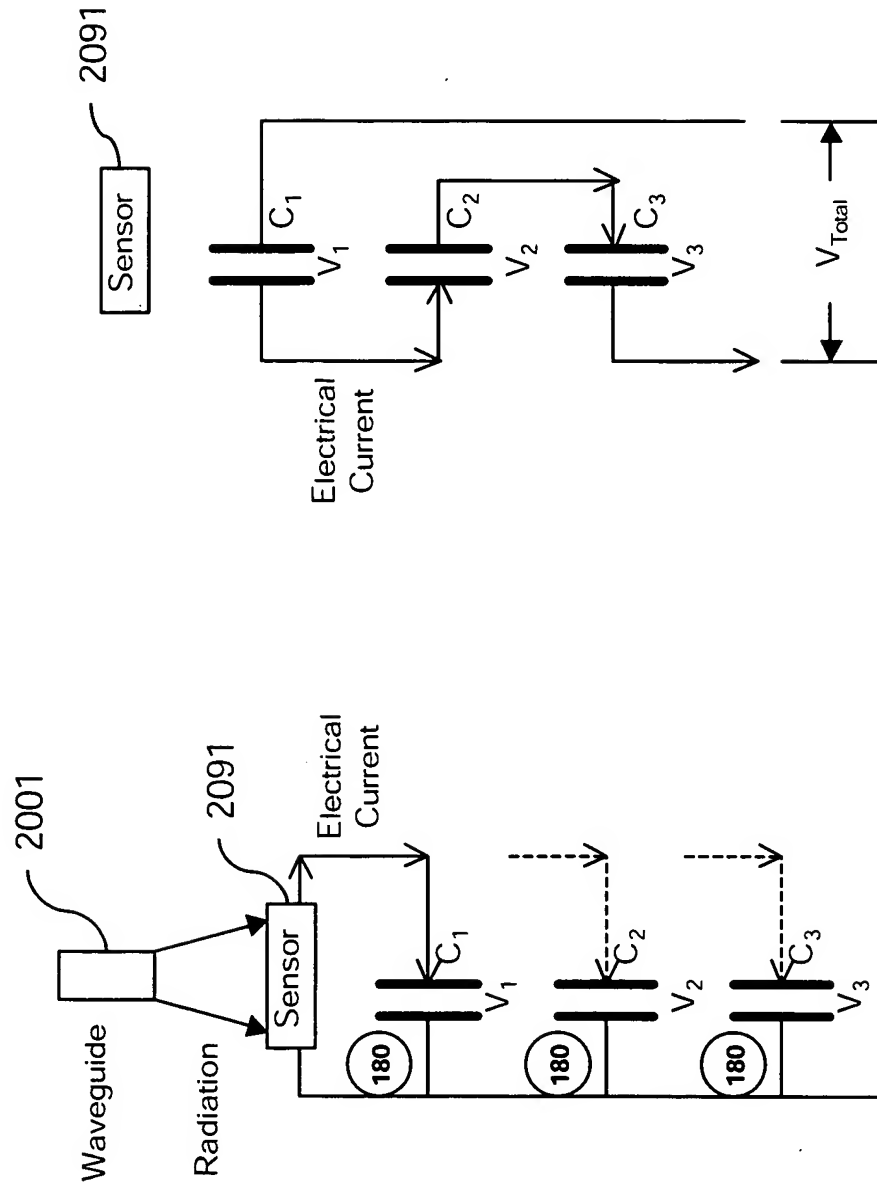 Waveguide
2001
Radiation
2091
Sensor
Electrical
Current
180
C1
V1
180
C2
V2
180
C3
V3
Sensor
2091
C1
V1
Electrical
Current
C2
V2
C3
V3
VTotal